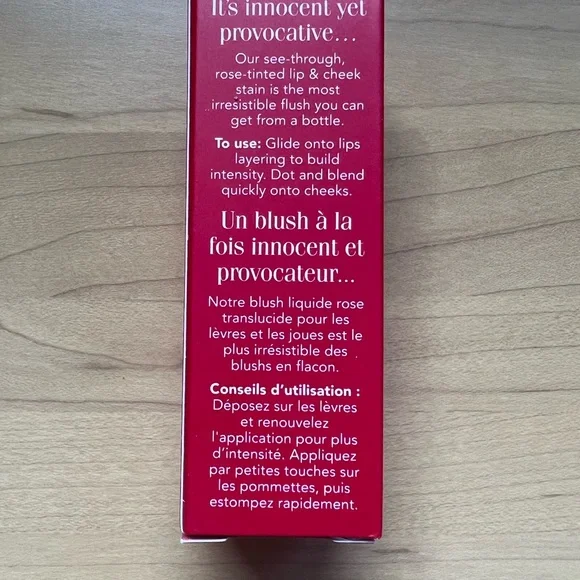 It's innocent yet
provocative...
Our see-through,
rose-tinted lip & cheek
stain is the most
irresistible flush you can
get from a bottle.
To use: Glide onto lips
layering to build
intensity. Dot and blend
quickly onto cheeks.
Un blush à la
fois innocent et
provocateur...
Notre blush liquide rose
translucide pour les
lèvres et les joues est le
plus irrésistible des
blushs en flacon.
Conseils d'utilisation :
Déposez sur les lèvres
et renouvelez
l'application pour plus
d'intensité. Appliquez
par petites touches sur
les pommettes, puis
estompez rapidement.